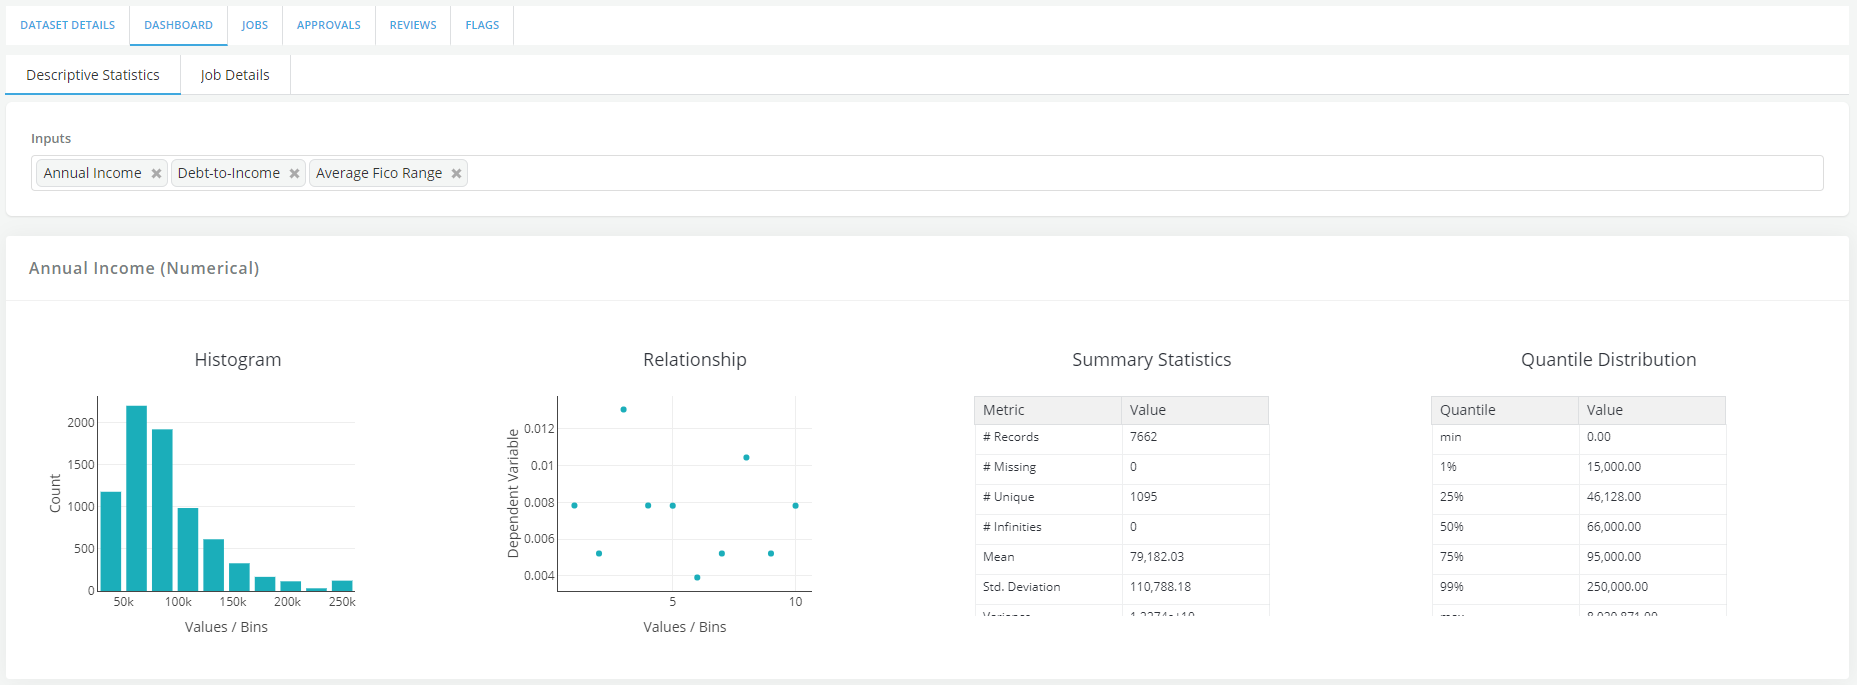 DATASET DETAILS DASHBOARD JOBS APPROVALS REVIEWS FLAGS
Descriptive Statistics Job Details
Inputs
Annual Income Debt-to-Income Average Fico Range
Annual Income (Numerical)
Histogram
2000
1500
1000
500
0
Count
50k 100k 150k 200k 250k
Values / Bins
Relationship
0.012
0.01
0.008
0.006
0.004
Dependent Variable
5 10
Values / Bins
Summary Statistics
Metric Value
# Records 7662
# Missing 0
# Unique 1095
# Infinities 0
Mean 79,182.03
Std. Deviation 110,788.18
Variance
Quantile Distribution
Quantile Value
min 0.00
1% 15,000.00
25% 46,128.00
50% 66,000.00
75% 95,000.00
99% 250,000.00
max